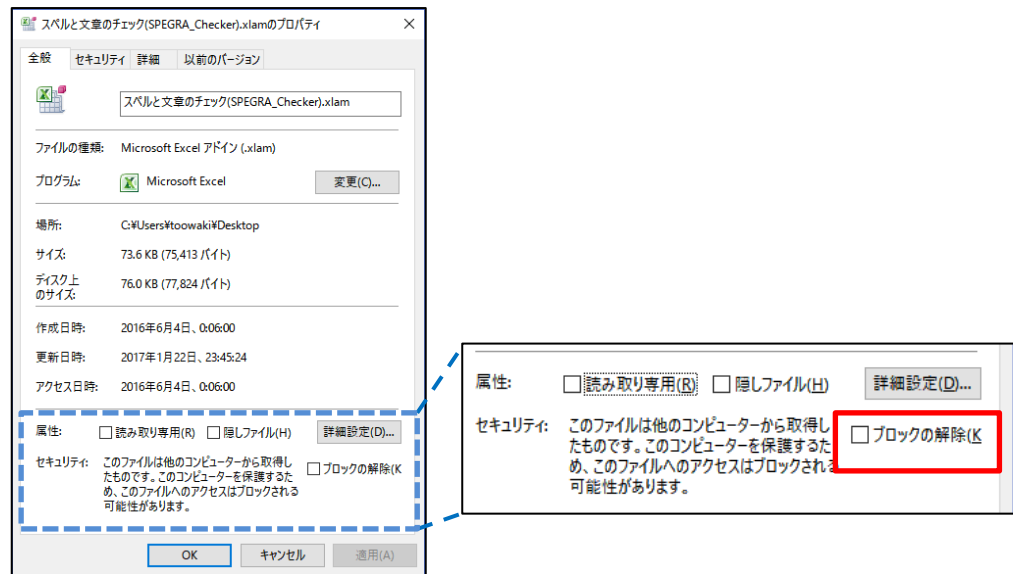 スペルと文章のチェック(SPEGRA_Checker).xlamのプロパティ
全般 セキュリティ 詳細 以前のバージョン
スペルと文章のチェック(SPEGRA_Checker).xlam
ファイルの種類: Microsoft Excel アドイン (.xlam)
プログラム: Microsoft Excel 変更(C)...
場所: C:¥Users¥toowaki¥Desktop
サイズ: 73.6 KB (75,413 バイト)
ディスク上
のサイズ: 76.0 KB (77,824 バイト)
作成日時: 2016年6月4日、0:06:00
更新日時: 2017年1月22日、23:45:24
アクセス日時: 2016年6月4日、0:06:00
属性: 読み取り専用(R) 隠しファイル(H) 詳細設定(D)...
セキュリティ: このファイルは他のコンピューターから取得し
たものです。このコンピューターを保護するた
め、このファイルへのアクセスはブロックされる
可能性があります。
ブロックの解除(K
OK キャンセル 適用(A)
属性: 読み取り専用(R) 隠しファイル(H) 詳細設定(D)...
セキュリティ: このファイルは他のコンピューターから取得し
たものです。このコンピューターを保護するた
め、このファイルへのアクセスはブロックされる
可能性があります。
ブロックの解除(K